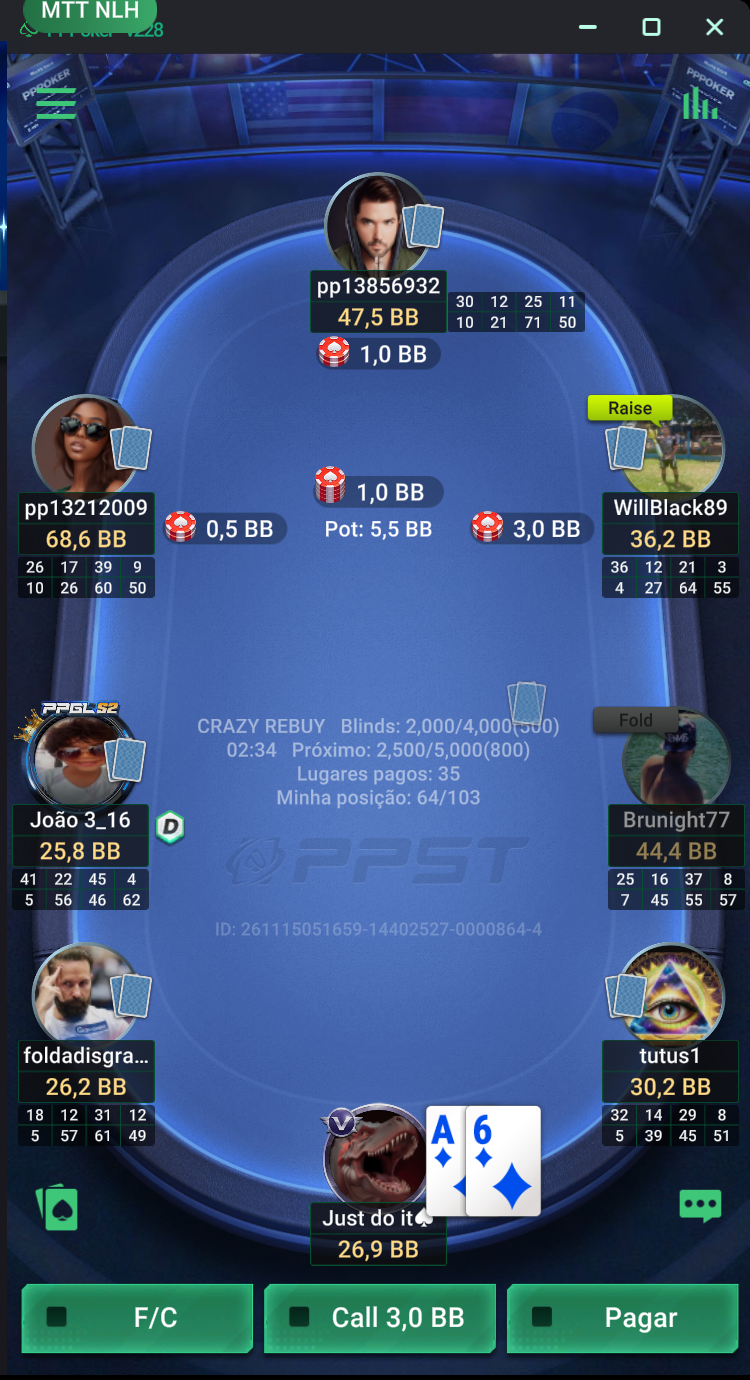 MTT NLH
PPPOKER
PPPOKER
pp13856932
47,5 BB
30 12 25 11
10 21 71 50
1,0 BB
Raise
pp13212009
68,6 BB
26 17 39 9
10 26 60 50
0,5 BB
1,0 BB
Pot: 5,5 BB
3,0 BB
WillBlack89
36,2 BB
36 12 21 3
4 27 64 55
PPGL S2
João 3_16
25,8 BB
41 22 45 4
5 56 46 62
D
CRAZY REBUY Blinds: 2,000/4,000(500)
02:34 Próximo: 2,500/5,000(800)
Lugares pagos: 35
Minha posição: 64/103
PPST
ID: 261115051659-14402527-0000864-4
Fold
Brunight77
44,4 BB
25 16 37 8
7 45 55 57
foldadisgra...
26,2 BB
18 12 31 12
5 57 61 49
tutus1
30,2 BB
32 14 29 8
5 39 45 51
V
A 6
Just do it♠
26,9 BB
F/C
Call 3,0 BB
Pagar